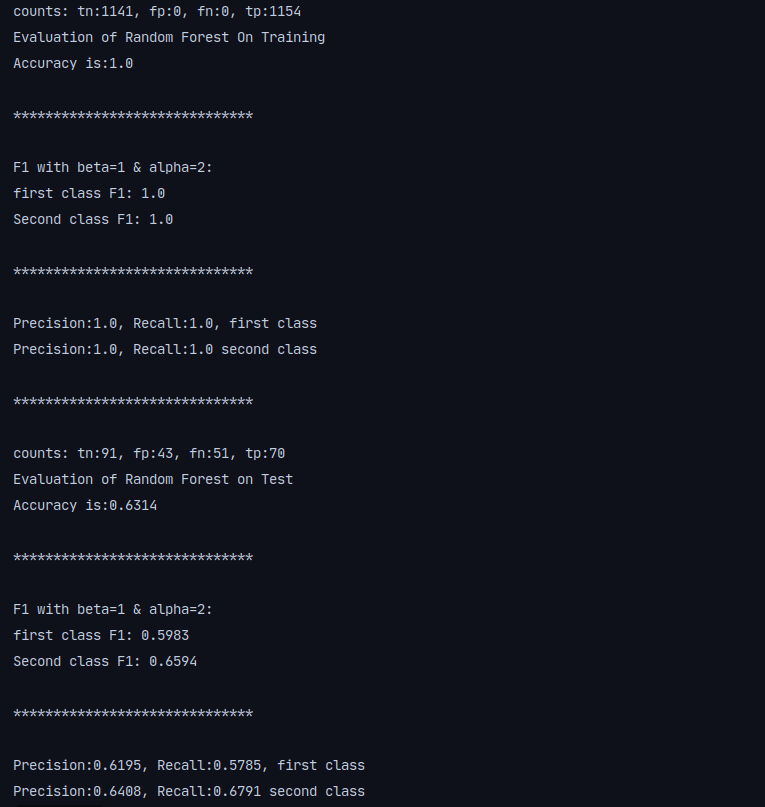 counts: tn:1141, fp:0, fn:0, tp:1154
Evaluation of Random Forest On Training
Accuracy is:1.0
******************************
F1 with beta=1 & alpha=2:
first class F1: 1.0
Second class F1: 1.0
******************************
Precision:1.0, Recall:1.0, first class
Precision:1.0, Recall:1.0 second class
******************************
counts: tn:91, fp:43, fn:51, tp:70
Evaluation of Random Forest on Test
Accuracy is:0.6314
******************************
F1 with beta=1 & alpha=2:
first class F1: 0.5983
Second class F1: 0.6594
******************************
Precision:0.6195, Recall:0.5785, first class
Precision:0.6408, Recall:0.6791 second class